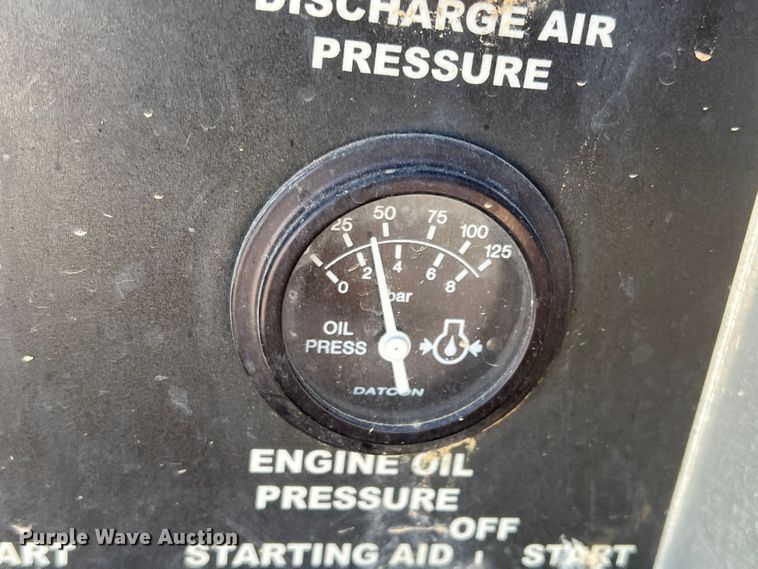 DISCHARGE AIR
PRESSURE
25 50 75 100 125
0 2 4 6 8
bar
OIL
PRESS
DATCON
ENGINE OIL
PRESSURE
OFF
ART STARTING AID START
Purple Wave Auction